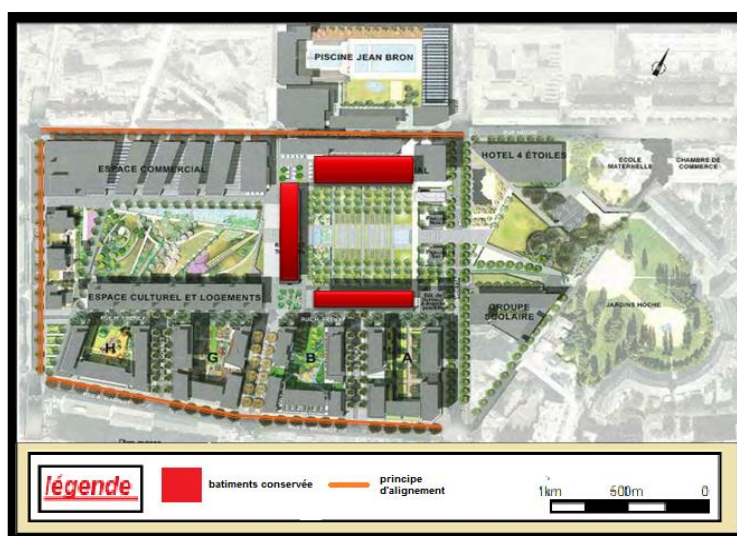 PISCINE JEAN BRON
ESPACE COMMERCIAL
HOTEL 4 ÉTOILES
ECOLE
MATERNELLE
CHAMBRE DE
COMMERCE
ESPACE CULTUREL ET LOGEMENTS
GROUPE
SCOLAIRE
JARDINS HOCHE
H
G
B
A
légende
batiments conservée
principe
d'alignement
1km
500m
0